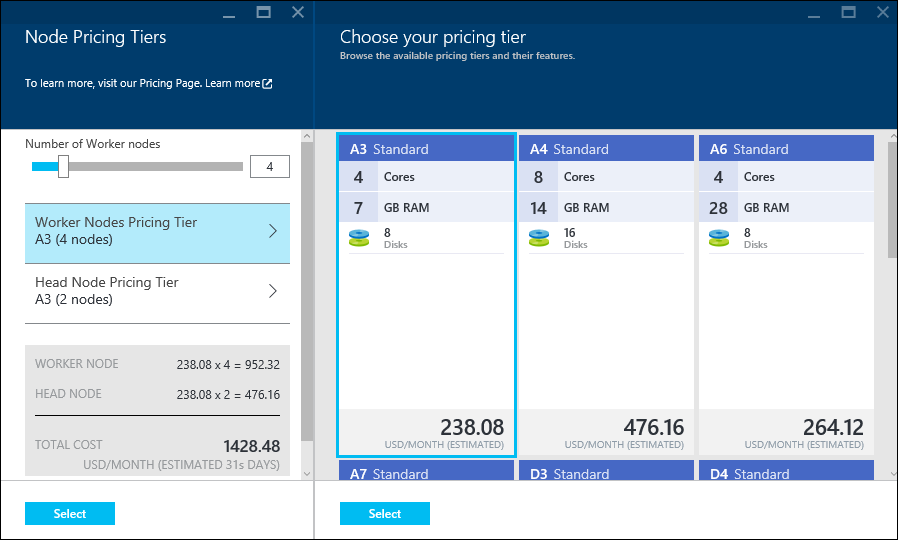 Node Pricing Tiers
To learn more, visit our Pricing Page. Learn more
Number of Worker nodes
4
Worker Nodes Pricing Tier
A3 (4 nodes)
Head Node Pricing Tier
A3 (2 nodes)
WORKER NODE 238.08 x 4 = 952.32
HEAD NODE 238.08 x 2 = 476.16
TOTAL COST 1428.48
USD/MONTH (ESTIMATED 31s DAYS)
Select
Choose your pricing tier
Browse the available pricing tiers and their features.
A3 Standard
4 Cores
7 GB RAM
8
Disks
238.08
USD/MONTH (ESTIMATED)
A4 Standard
8 Cores
14 GB RAM
16
Disks
476.16
USD/MONTH (ESTIMATED)
A6 Standard
4 Cores
28 GB RAM
8
Disks
264.12
USD/MONTH (ESTIMATED)
A7 Standard
D3 Standard
D4 Standard
Select